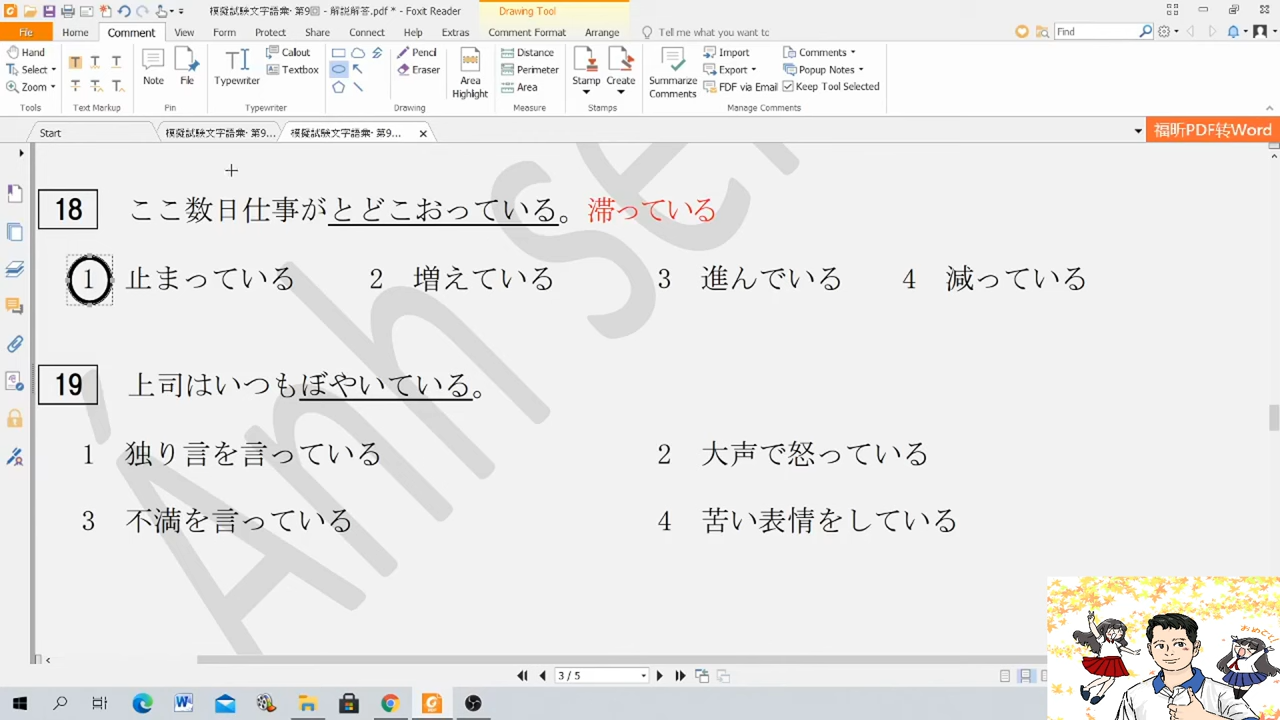 模擬試験文字語彙· 第9回 - 解説解答.pdf * - Foxit Reader
Drawing Tool
File Home Comment View Form Protect Share Connect Help Extras Comment Format Arrange Tell me what you want to Find
Hand
Select
Zoom
Tools
Text Markup
Note
File
Pin
Typewriter
Callout
Textbox
Typewriter
Pencil
Eraser
Drawing
Area Highlight
Distance
Perimeter
Area
Measure
Stamp
Create
Stamps
Summarize Comments
Import
Export
FDF via Email
Comments
Popup Notes
Keep Tool Selected
Manage Comments
Start 模擬試験文字語彙· 第9... 模擬試験文字語彙· 第9... 福昕PDF转Word
18 ここ数日仕事がとどこおっている。滞っている
1 止まっている 2 増えている 3 進んでいる 4 減っている
19 上司はいつもぼやいている。
1 独り言を言っている 2 大声で怒っている
3 不満を言っている 4 苦い表情をしている
Anh se
3 / 5
おめでとう!